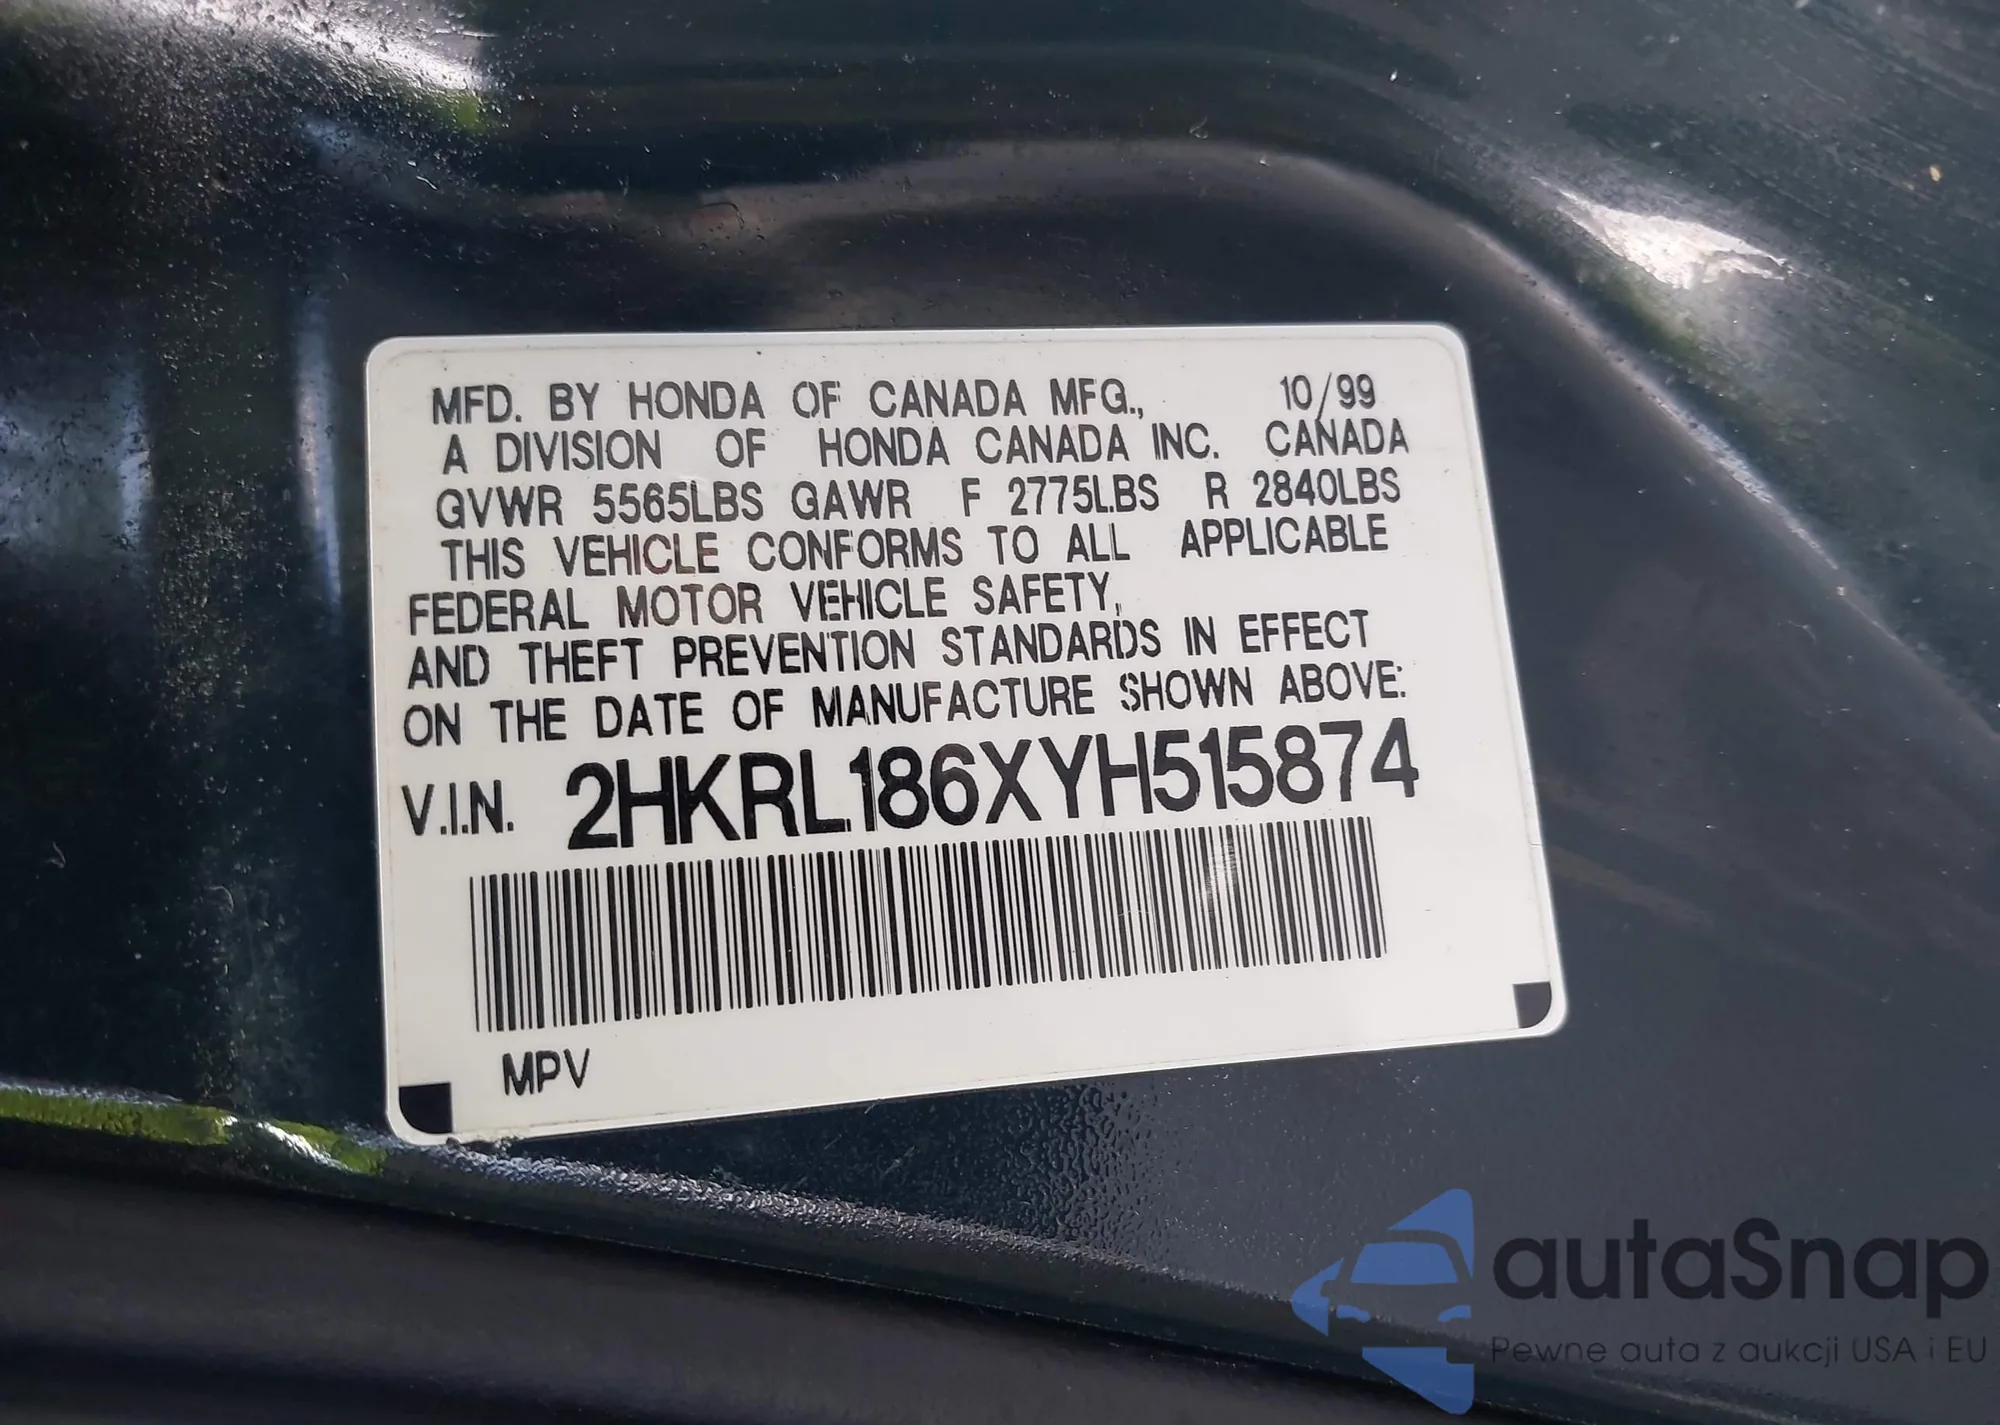 MFD. BY HONDA OF CANADA MFG., 10/99
A DIVISION OF HONDA CANADA INC. CANADA
GVWR 5565LBS GAWR F 2775LBS R 2840LBS
THIS VEHICLE CONFORMS TO ALL APPLICABLE
FEDERAL MOTOR VEHICLE SAFETY,
AND THEFT PREVENTION STANDARDS IN EFFECT
ON THE DATE OF MANUFACTURE SHOWN ABOVE:
V.I.N. 2HKRL186XYH515874
MPV
autaSnap
Pewne auta z aukcji USA i EU